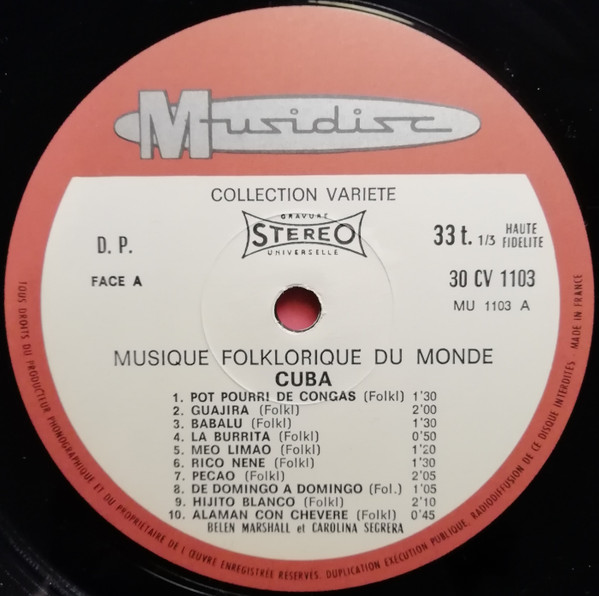 Musidisc
COLLECTION VARIETE
GRAVURE
STEREO
UNIVERSELLE
D. P.
33 t. 1/3 HAUTE FIDELITE
FACE A
30 CV 1103
MU 1103 A
MUSIQUE FOLKLORIQUE DU MONDE
CUBA
1. POT POURRI DE CONGAS (Folkl) 1'30
2. GUAJIRA (Folkl) 2'00
3. BABALU (Folkl) 1'30
4. LA BURRITA (Folkl) 0'50
5. MEO LIMAO (Folkl) 1'20
6. RICO NENE (Folkl) 1'30
7. PECAO (Folkl) 2'05
8. DE DOMINGO A DOMINGO (Fol.) 1'05
9. HIJITO BLANCO (Folkl) 2'10
10. ALAMAN CON CHEVERE (Folkl) 0'45
BELEN MARSHALL et CAROLINA SEGRERA
TOUS DROITS DU PRODUCTEUR PHONOGRAPHIQUE ET DU PROPRIETAIRE DE L'ŒUVRE ENREGISTRÉE RESERVÉS. DUPLICATION EXÉCUTION PUBLIQUE, RADIODIFFUSION DE CE DISQUE INTERDITES - MADE IN FRANCE